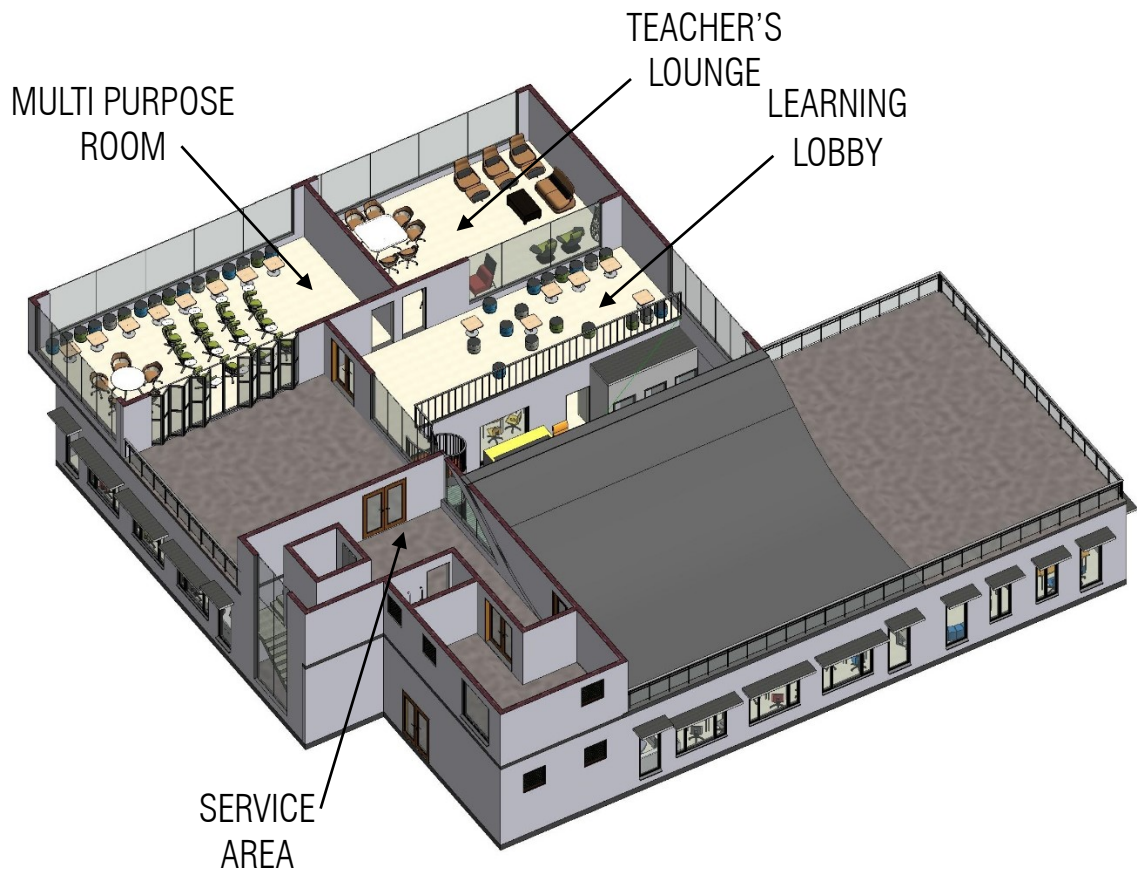 TEACHER'S
LOUNGE
MULTI PURPOSE
ROOM
LEARNING
LOBBY
SERVICE
AREA